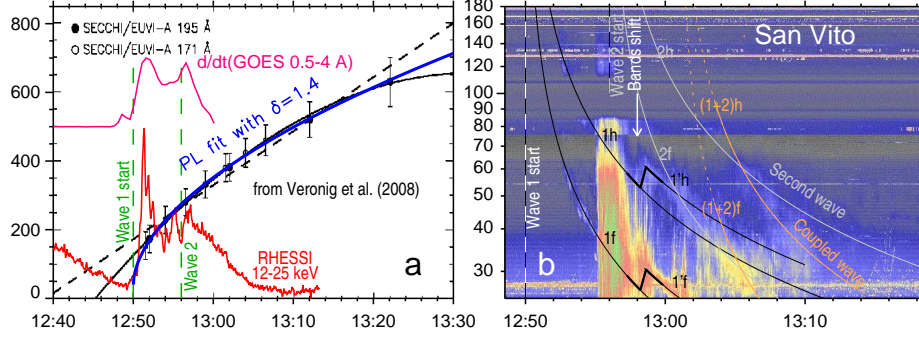 800
600
400
200
0
12:40
12:50
13:00
13:10
13:20
13:30
SECCHI/EUVI-A 195 Å
SECCHI/EUVI-A 171 Å
d/dt(GOES 0.5-4 A)
PL fit with δ=1.4
from Veronig et al. (2008)
Wave 1 start
Wave 2
RHESSI
12-25 keV
a
180
160
140
120
100
90
80
70
60
50
40
30
12:50
13:00
13:10
San Vito
Wave 1 start
Wave 2 start
Bands shift
2h
(1+2)h
1h
2f
1'h
(1+2)f
1f
1'f
Second wave
Coupled wave
b